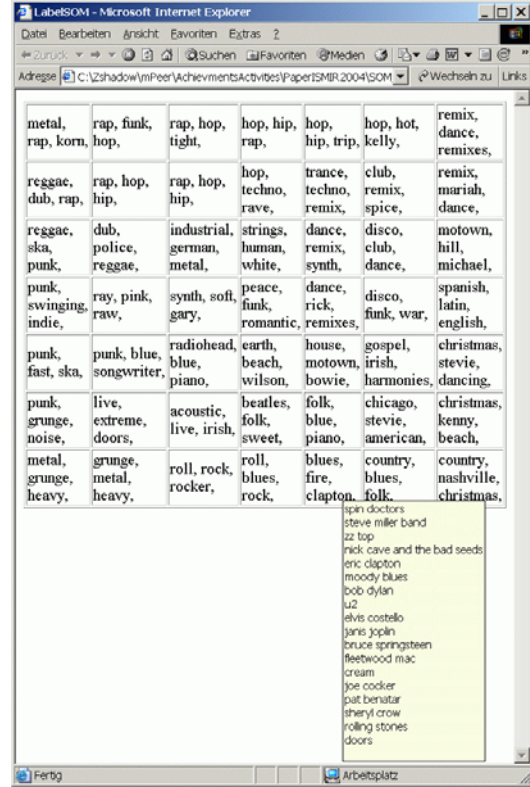 LabelSOM - Microsoft Internet Explorer
Datei Bearbeiten Ansicht Favoriten Extras ?
Zurück Suchen Favoriten Medien
Adresse C:\Zshadow\mPeer\AchievmentsActivities\PaperISMIR2004\SOM Wechseln zu Links
metal, rap, korn, rap, funk, hop, rap, hop, tight, hop, hip, rap, hop, hip, trip, hop, hot, kelly, remix, dance, remixes,
reggae, dub, rap, rap, hop, hip, rap, hop, hip, hop, techno, rave, trance, techno, remix, club, remix, spice, remix, mariah, dance,
reggae, ska, punk, dub, police, reggae, industrial, german, metal, strings, human, white, dance, remix, synth, disco, club, dance, motown, hill, michael,
punk, swinging, indie, ray, pink, raw, synth, soft, gary, peace, funk, romantic, dance, rick, remixes, disco, funk, war, spanish, latin, english,
punk, fast, ska, punk, blue, songwriter, radiohead, blue, piano, earth, beach, wilson, house, motown, bowie, gospel, irish, harmonies, christmas, stevie, dancing,
punk, grunge, noise, live, extreme, doors, acoustic, live, irish, beatles, folk, sweet, folk, blue, piano, chicago, stevie, american, christmas, kenny, beach,
metal, grunge, heavy, grunge, metal, heavy, roll, rock, rocker, roll, blues, rock, blues, fire, clapton, country, blues, folk, country, nashville, christmas,
spin doctors
steve miller band
zz top
nick cave and the bad seeds
eric clapton
moody blues
bob dylan
u2
elvis costello
janis joplin
bruce springsteen
fleetwood mac
cream
joe cocker
pat benatar
sheryl crow
rolling stones
doors
Fertig Arbeitsplatz